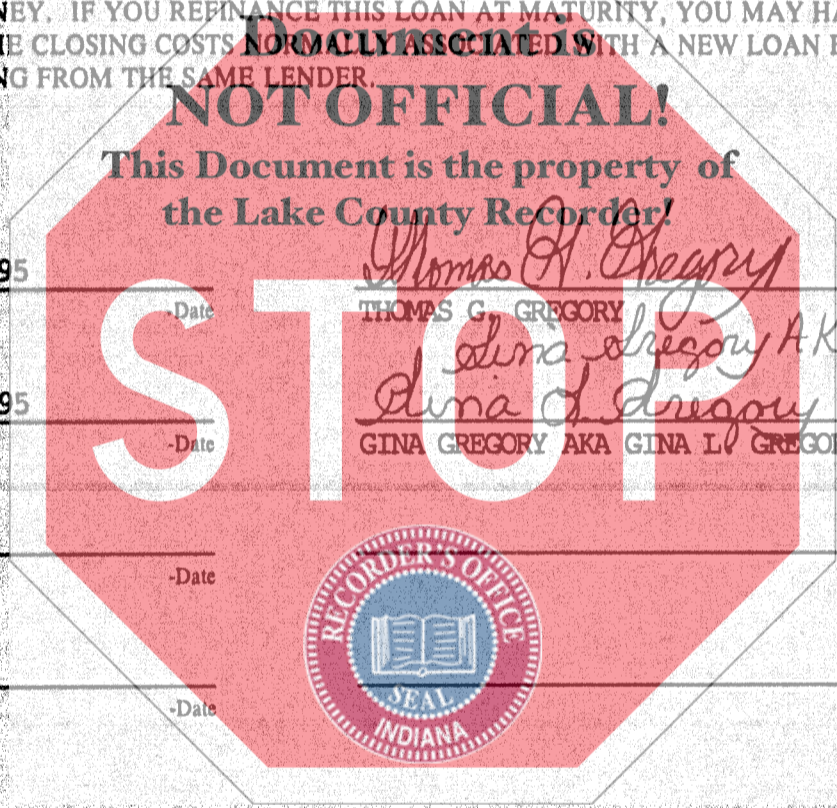 EY. IF YOU REFINANCE THIS LOAN AT MATURITY, YOU MAY H
E CLOSING COSTS NORMALLY ASSOCIATED WITH A NEW LOAN
Document is
G FROM THE SAME LENDER.
NOT OFFICIAL!
This Document is the property of
the Lake County Recorder!
95
Thomas G. Gregory
-Date
THOMAS G. GREGORY
Gina Gregory AK
95
Gina L. Gregory
-Date
GINA GREGORY AKA GINA L. GREGO
STOP
-Date
RECORDER'S OFFICE
SEAL
INDIANA
-Date